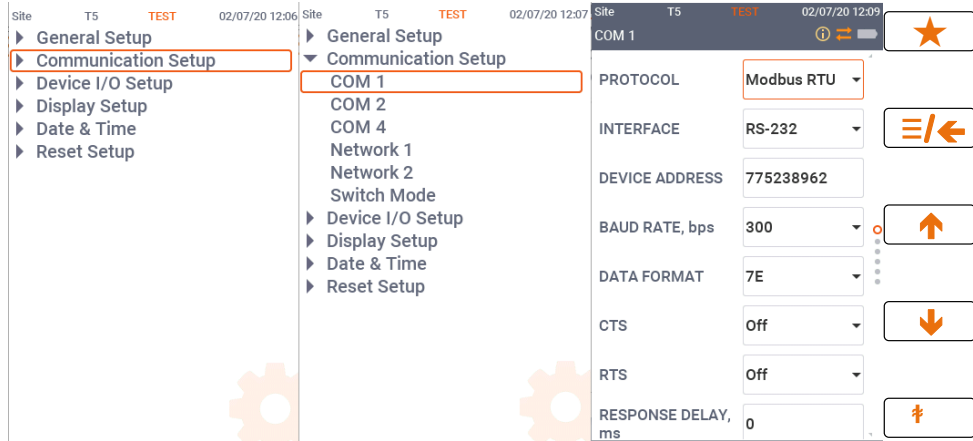 Site T5 TEST 02/07/20 12:06
General Setup
Communication Setup
Device I/O Setup
Display Setup
Date & Time
Reset Setup
Site T5 TEST 02/07/20 12:07
General Setup
Communication Setup
COM 1
COM 2
COM 4
Network 1
Network 2
Switch Mode
Device I/O Setup
Display Setup
Date & Time
Reset Setup
Site T5 TEST 02/07/20 12:09
COM 1
PROTOCOL Modbus RTU
INTERFACE RS-232
DEVICE ADDRESS 775238962
BAUD RATE, bps 300
DATA FORMAT 7E
CTS Off
RTS Off
RESPONSE DELAY, 0
ms